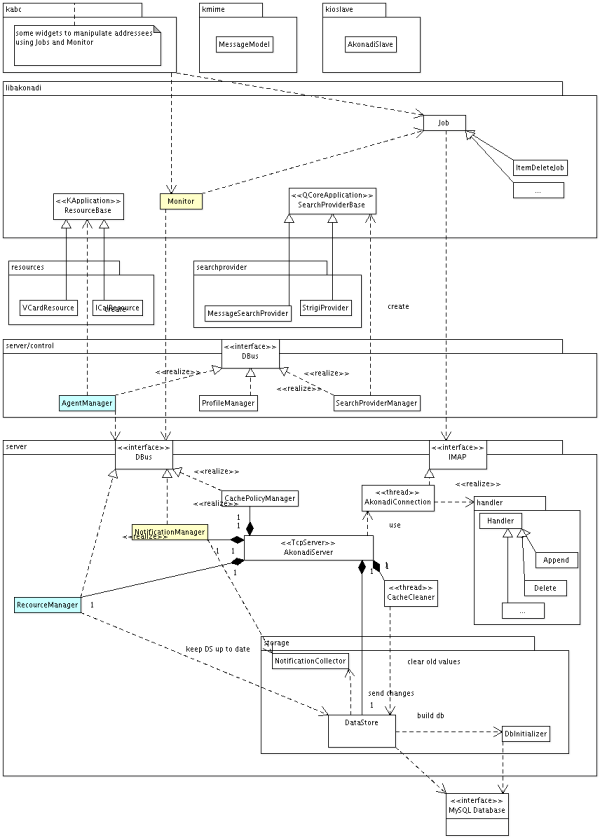 kabc
some widgets to manipulate addressees
using Jobs and Monitor
kmime
MessageModel
kioslave
AkonadiSlave
libakonadi
Job
ItemDeleteJob
...
<<KApplication>>
ResourceBase
Monitor
<<QCoreApplication>>
SearchProviderBase
resources
VCardResource
ICalResource
create
searchprovider
MessageSearchProvider
StrigiProvider
create
server/control
<<interface>>
DBus
<<realize>>
<<realize>>
<<realize>>
AgentManager
ProfileManager
SearchProviderManager
server
<<interface>>
DBus
<<interface>>
IMAP
<<realize>>
CachePolicyManager
<<realize>>
<<thread>>
AkonadiConnection
<<realize>>
handler
Handler
Append
Delete
...
NotificationManager
<<realize>>
1
1
1
1
1
<<TcpServer>>
AkonadiServer
use
1
1
<<thread>>
CacheCleaner
RecourceManager
1
keep DS up to date
storage
NotificationCollector
clear old values
send changes
1
DataStore
build db
DbInitializer
<<interface>>
MySQL Database